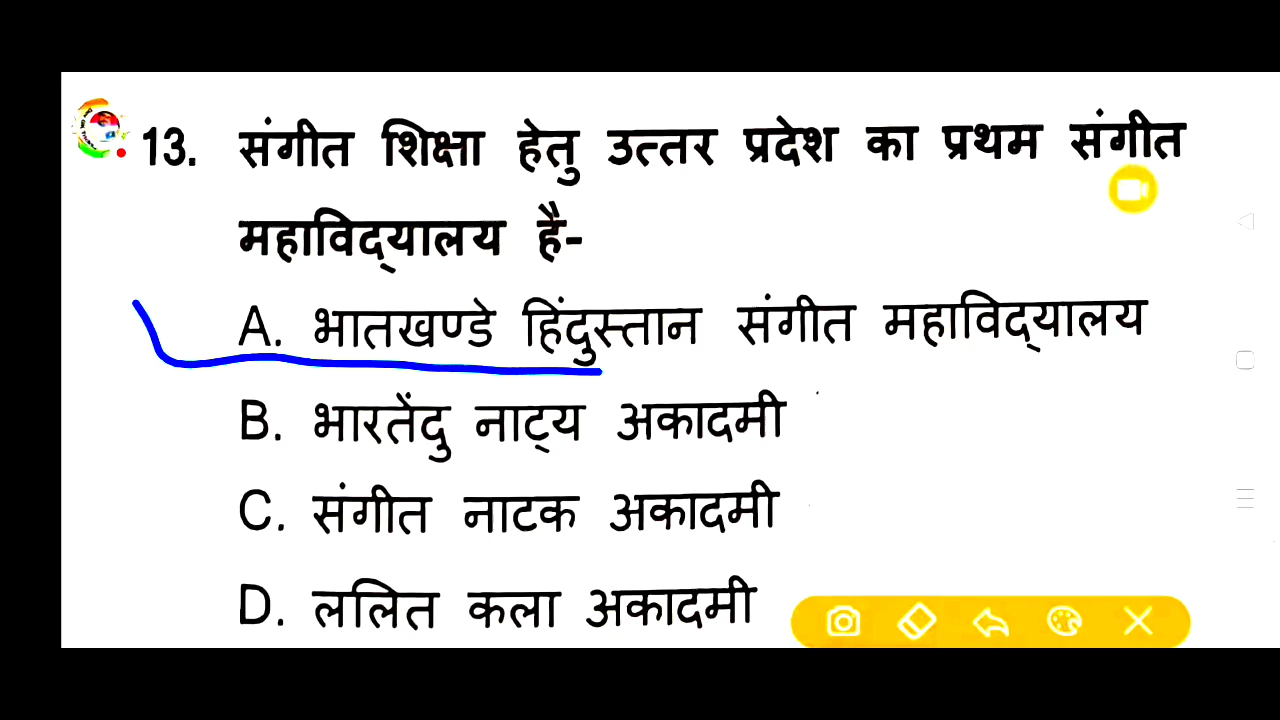 13. संगीत शिक्षा हेतु उत्तर प्रदेश का प्रथम संगीत
महाविद्यालय है-
A. भातखण्डे हिंदुस्तान संगीत महाविद्यालय
B. भारतेंदु नाट्य अकादमी
C. संगीत नाटक अकादमी
D. ललित कला अकादमी